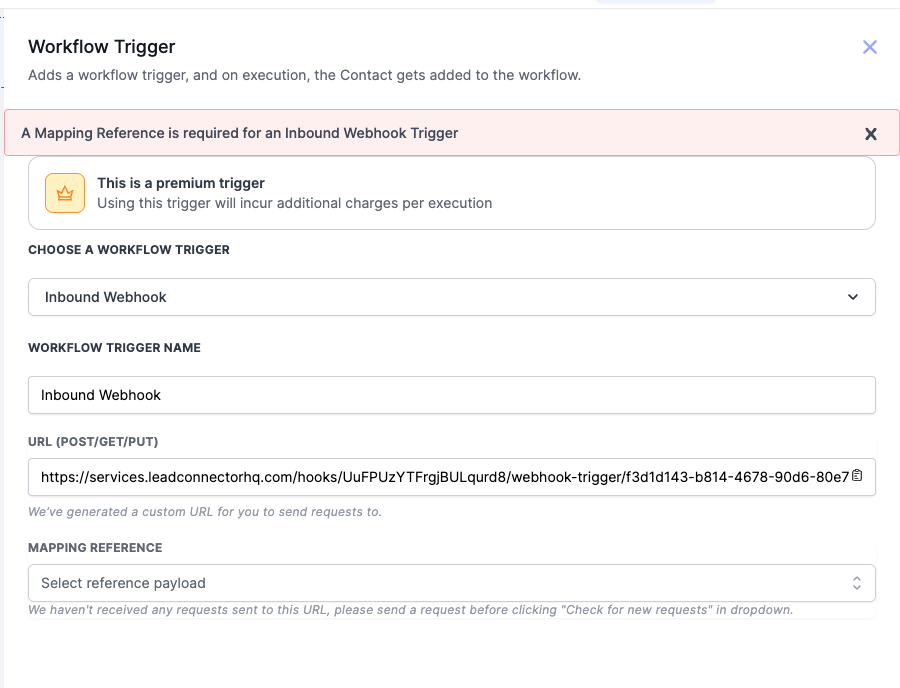 Workflow Trigger
Adds a workflow trigger, and on execution, the Contact gets added to the workflow.
A Mapping Reference is required for an Inbound Webhook Trigger
This is a premium trigger
Using this trigger will incur additional charges per execution
CHOOSE A WORKFLOW TRIGGER
Inbound Webhook
WORKFLOW TRIGGER NAME
Inbound Webhook
URL (POST/GET/PUT)
https://services.leadconnectorhq.com/hooks/UuFPUzYTFrgjBULqurd8/webhook-trigger/f3d1d143-b814-4678-90d6-80e7
We've generated a custom URL for you to send requests to.
MAPPING REFERENCE
Select reference payload
We haven't received any requests sent to this URL, please send a request before clicking "Check for new requests" in dropdown.